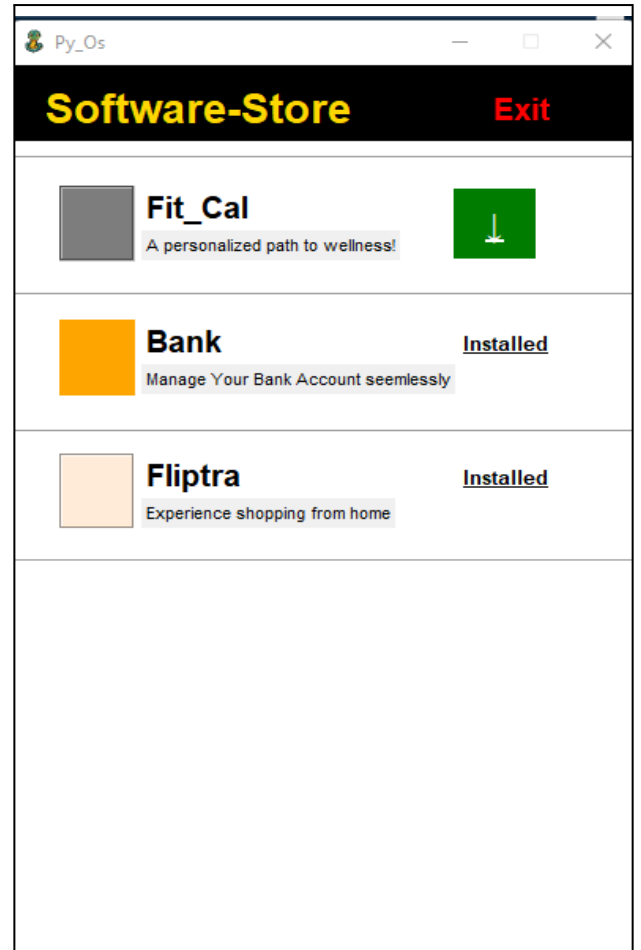 Py_Os
Software-Store Exit
Fit_Cal
A personalized path to wellness!
Bank Installed
Manage Your Bank Account seemlessly
Fliptra Installed
Experience shopping from home